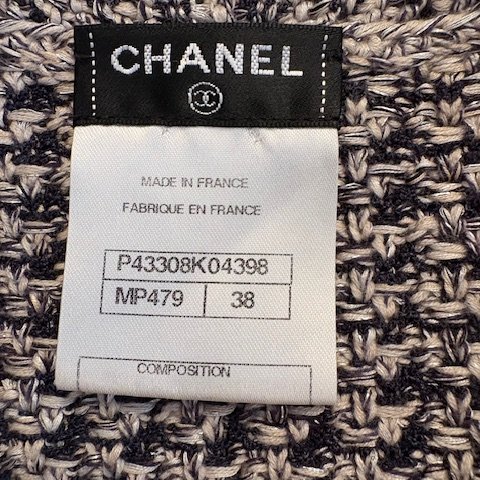 CHANEL
MADE IN FRANCE
FABRIQUE EN FRANCE
P43308K04398
MP479 38
COMPOSITION